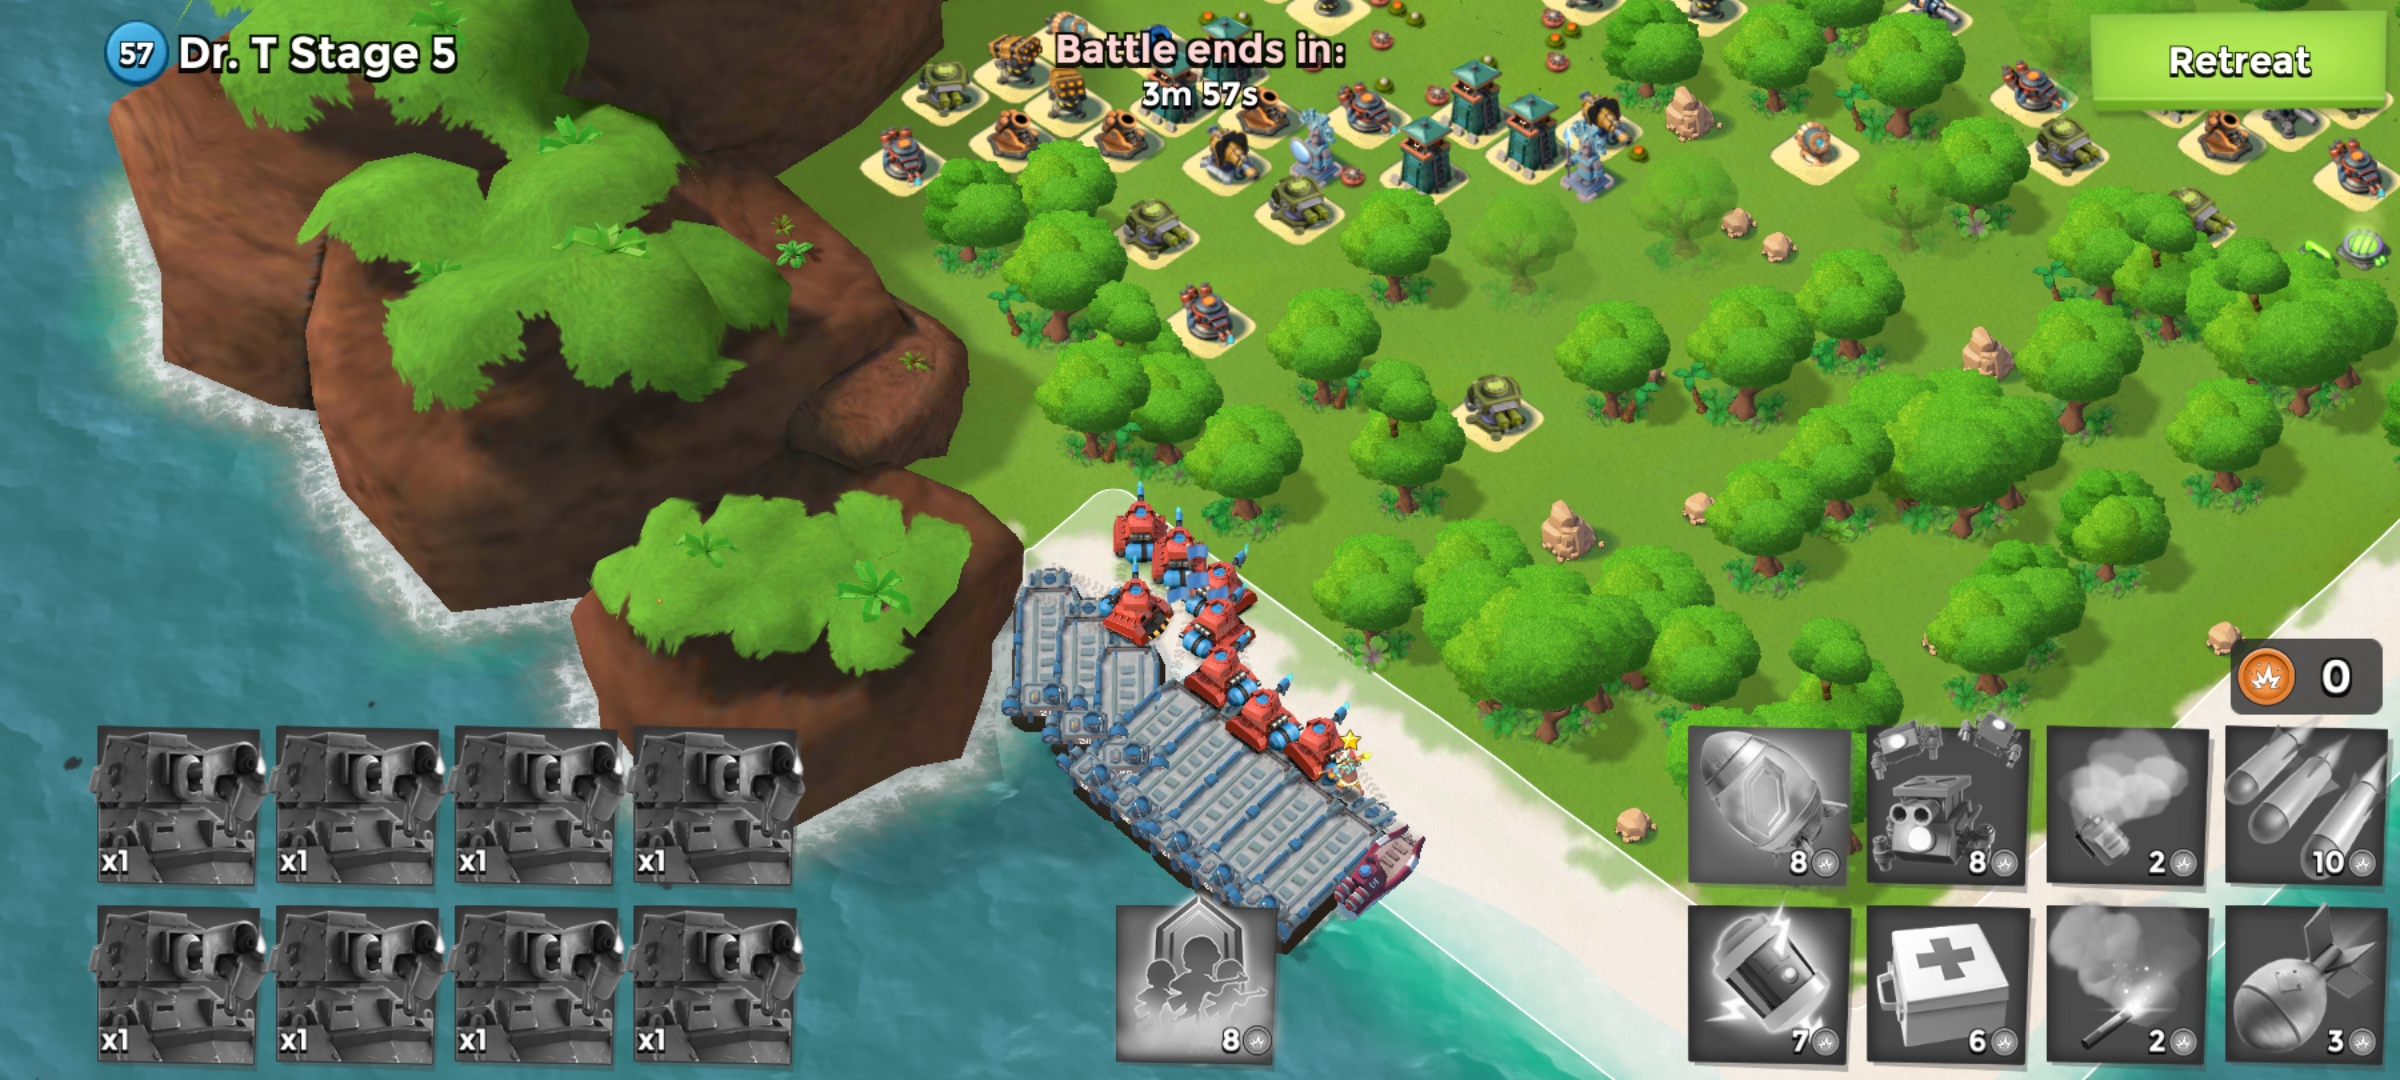 57 Dr. T Stage 5
Battle ends in:
3m 57s
Retreat
0
x1 x1 x1 x1
8 8 2 10
x1 x1 x1 x1
8
7 6 2 3